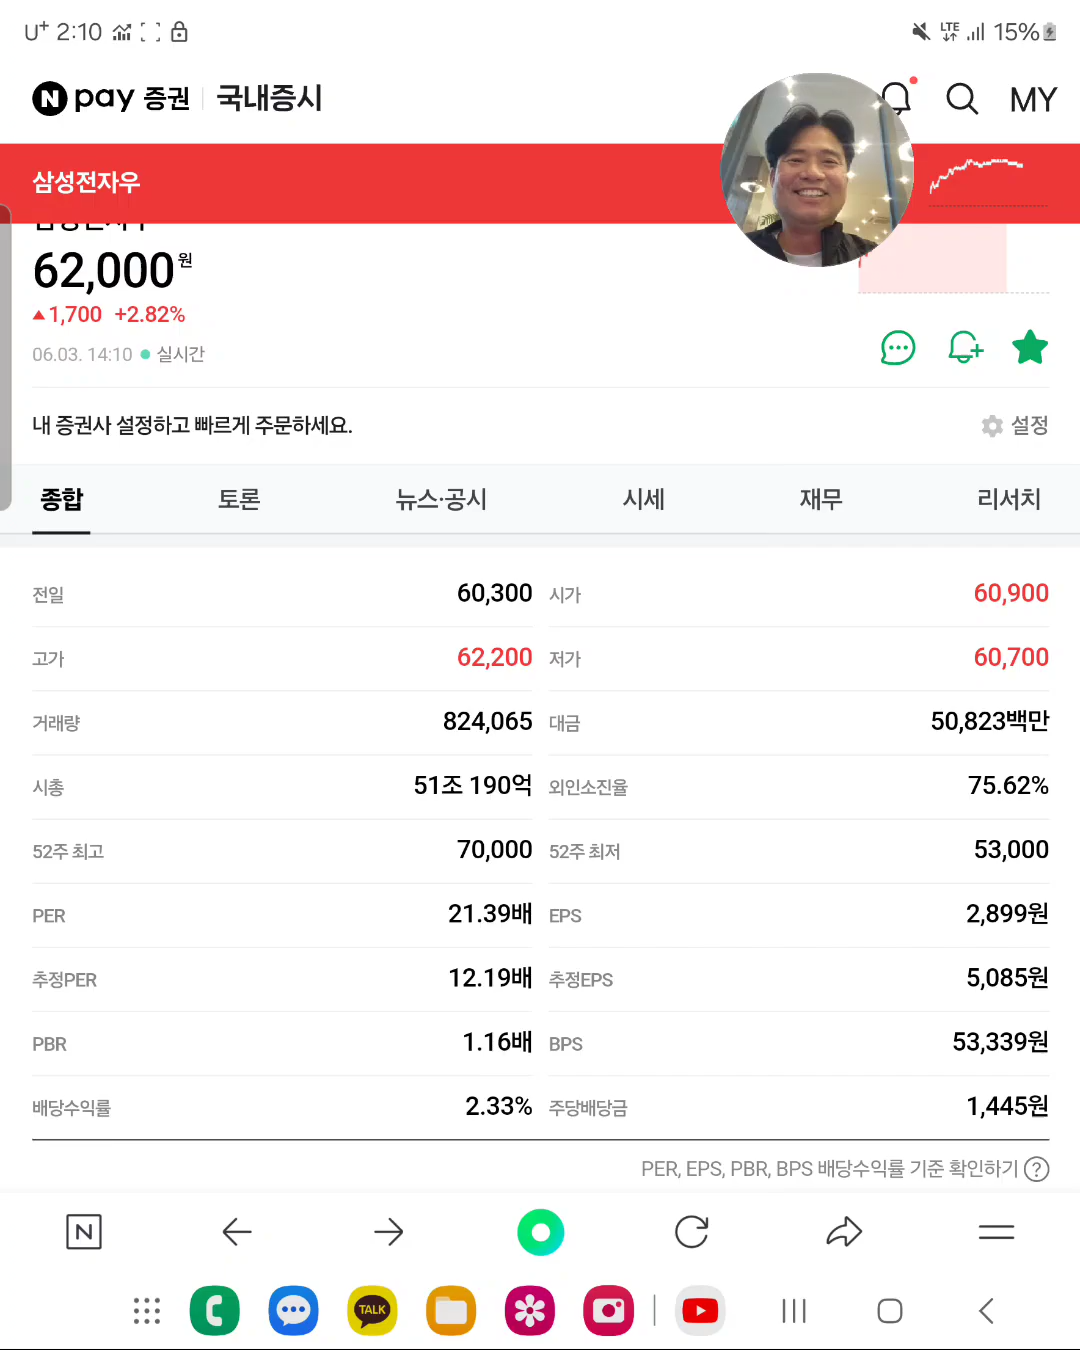 U+ 2:10 LTE 15%
N pay 증권 국내증시 MY
삼성전자우
62,000원
▲1,700 +2.82%
06.03. 14:10 ● 실시간
내 증권사 설정하고 빠르게 주문하세요. 설정
종합 토론 뉴스·공시 시세 재무 리서치
전일 60,300 시가 60,900
고가 62,200 저가 60,700
거래량 824,065 대금 50,823백만
시총 51조 190억 외인소진율 75.62%
52주 최고 70,000 52주 최저 53,000
PER 21.39배 EPS 2,899원
추정PER 12.19배 추정EPS 5,085원
PBR 1.16배 BPS 53,339원
배당수익률 2.33% 주당배당금 1,445원
PER, EPS, PBR, BPS 배당수익률 기준 확인하기 ?
N
TALK